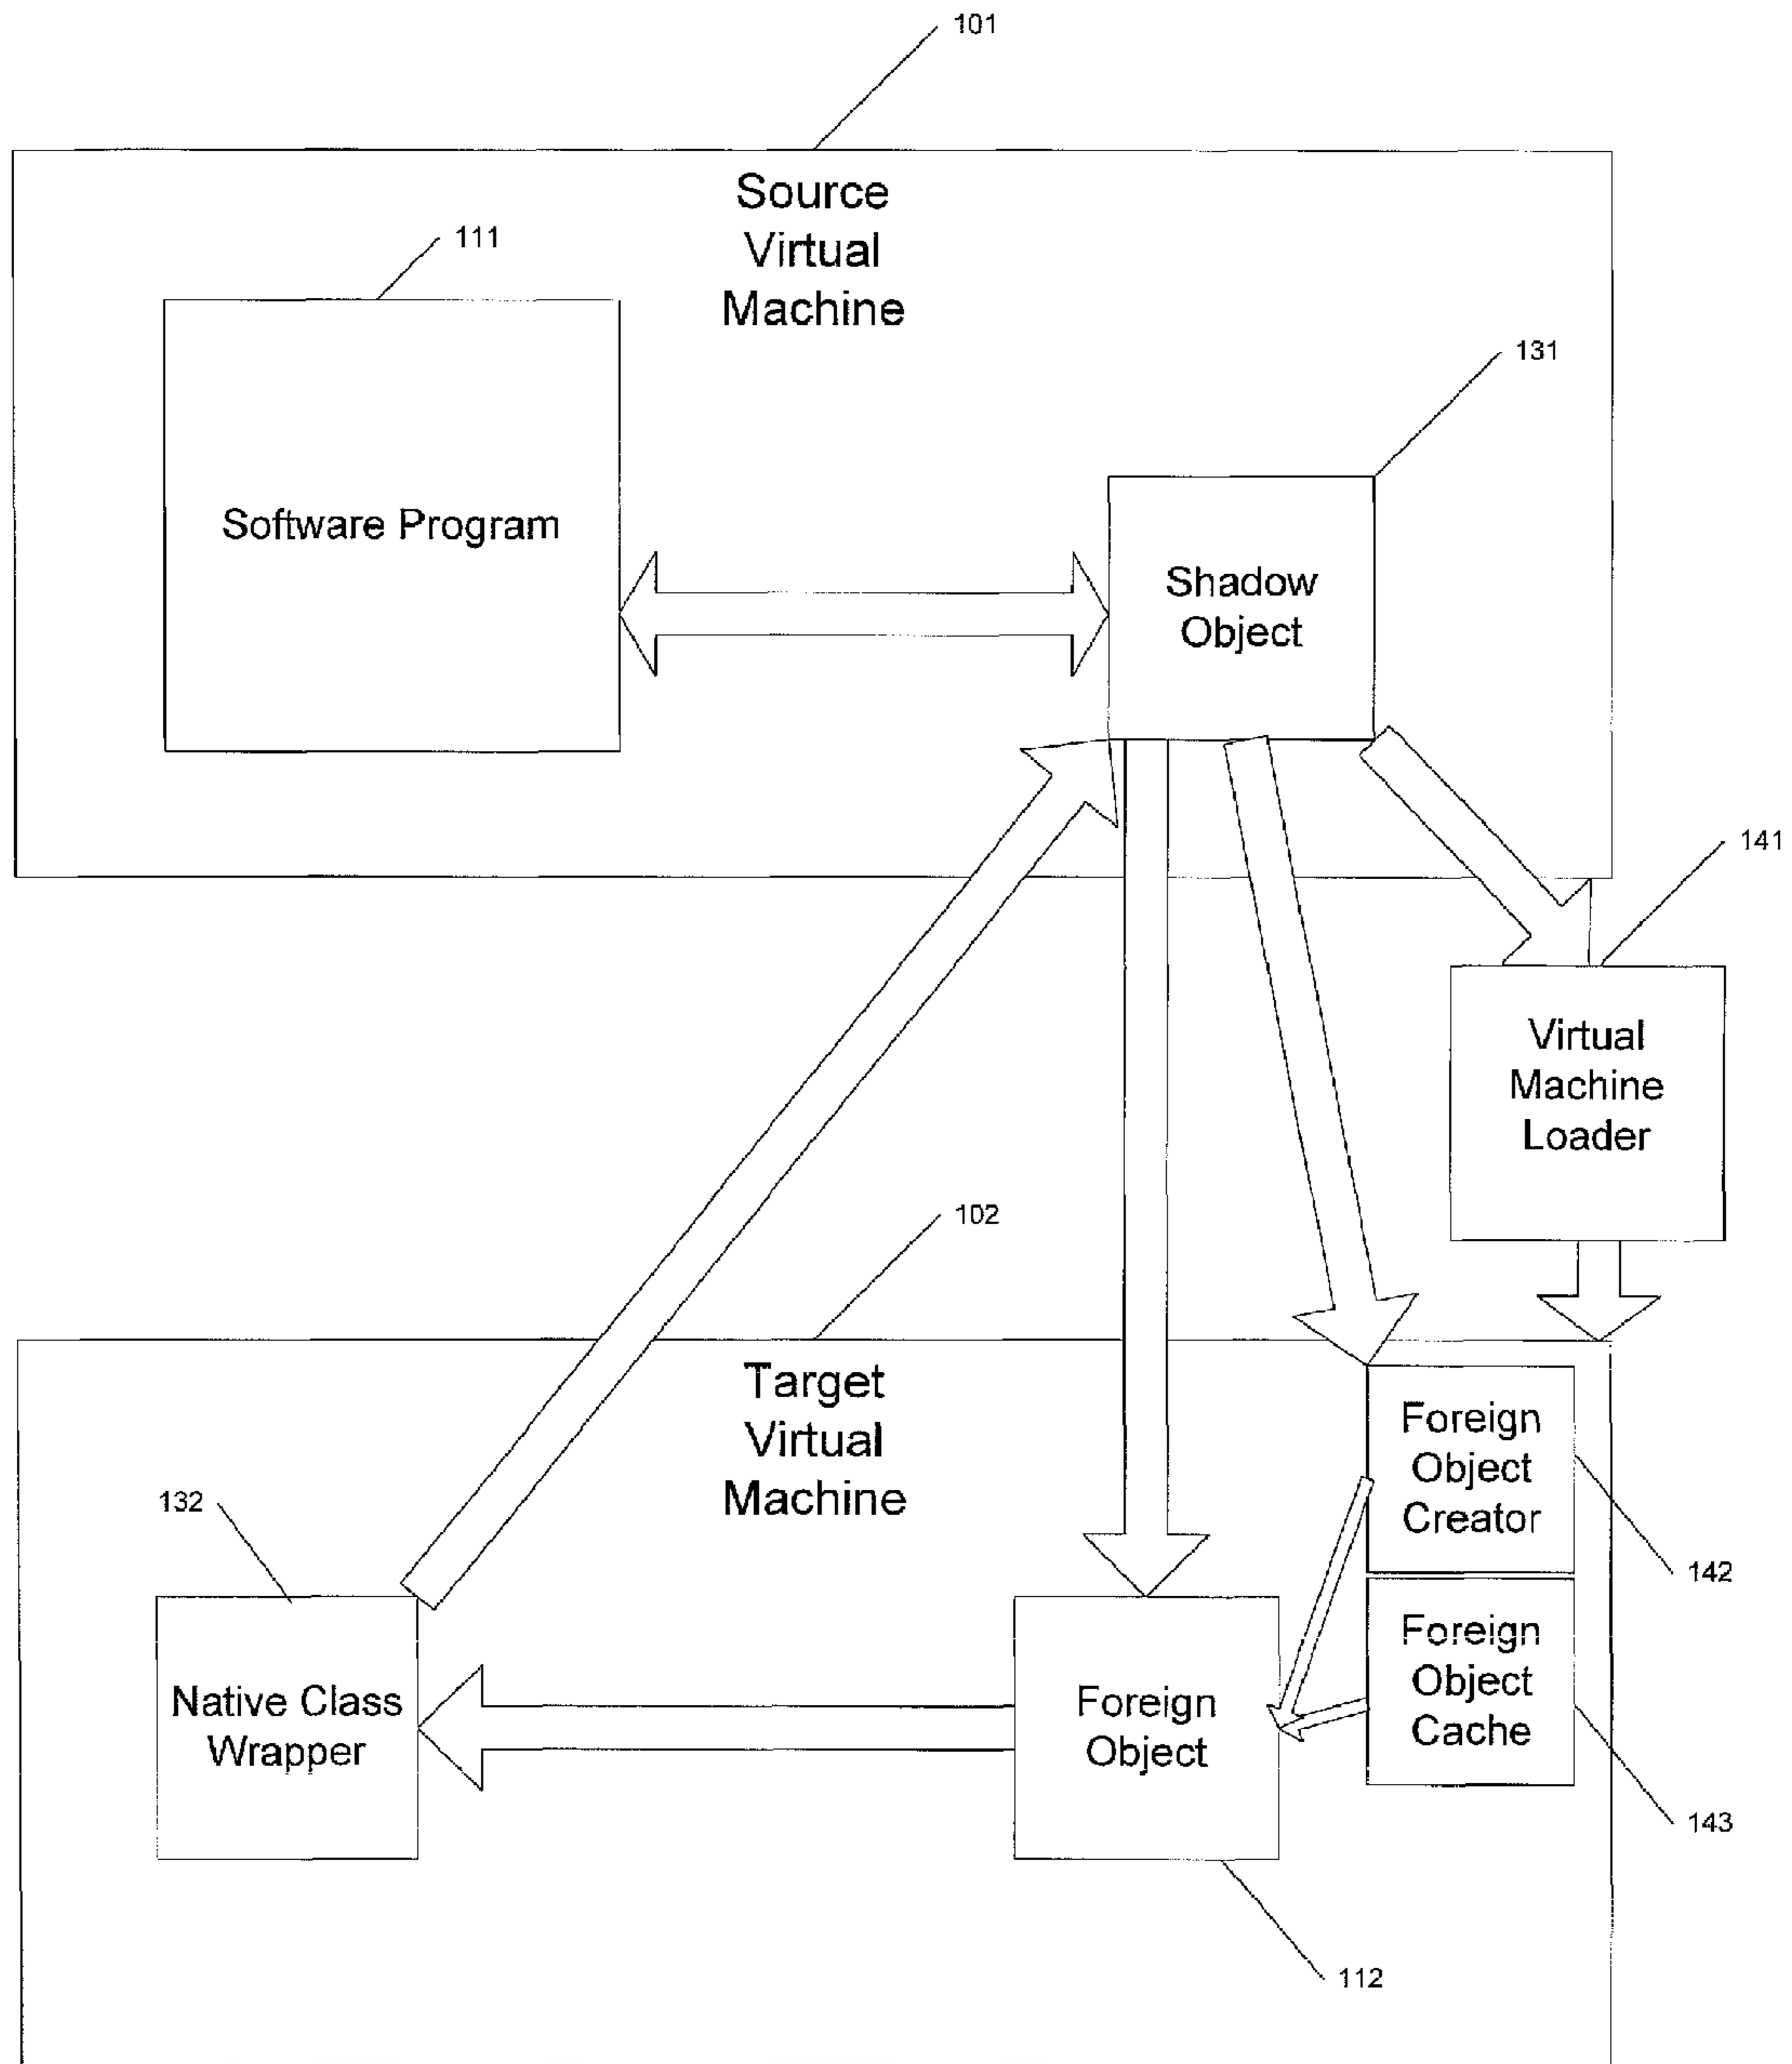 101
Source
Virtual
Machine
111
131
Software Program
Shadow
Object
141
Virtual
Machine
Loader
102
Target
Virtual
Machine
Foreign
Object
Creator
132
142
Foreign
Object
Cache
Native Class
Wrapper
Foreign
Object
143
112